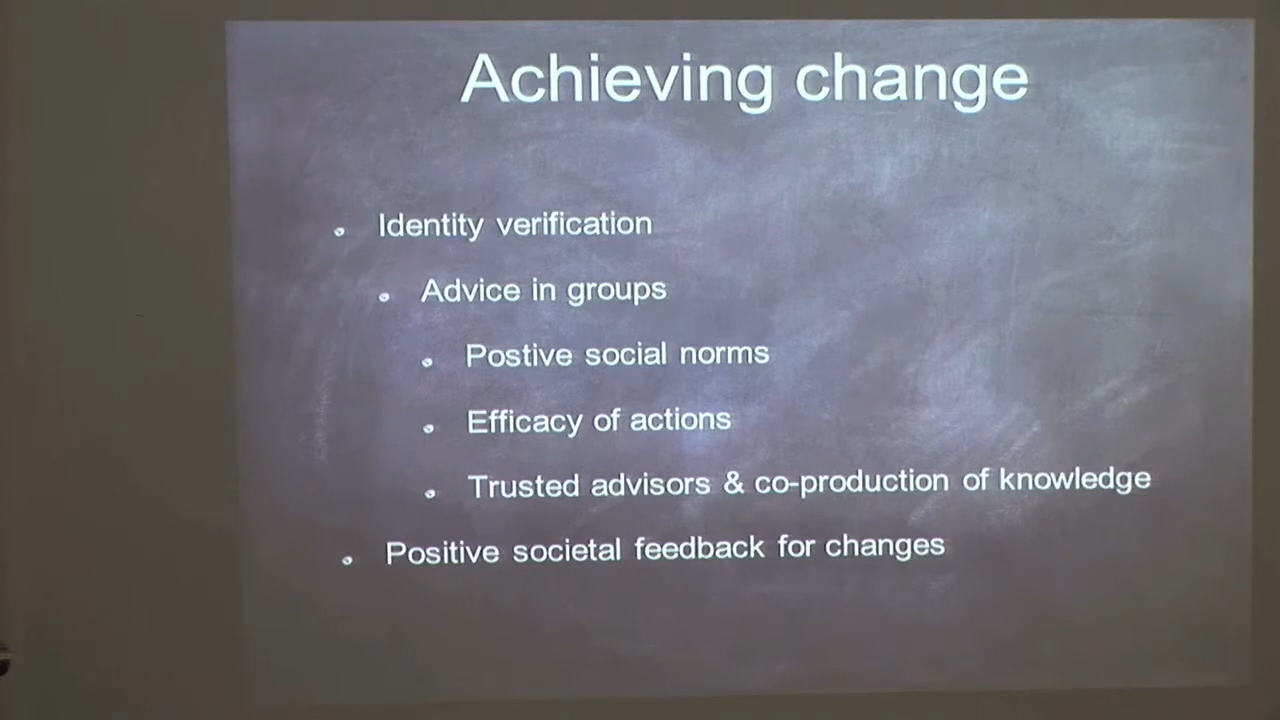 Achieving change
Identity verification
Advice in groups
Postive social norms
Efficacy of actions
Trusted advisors & co-production of knowledge
Positive societal feedback for changes